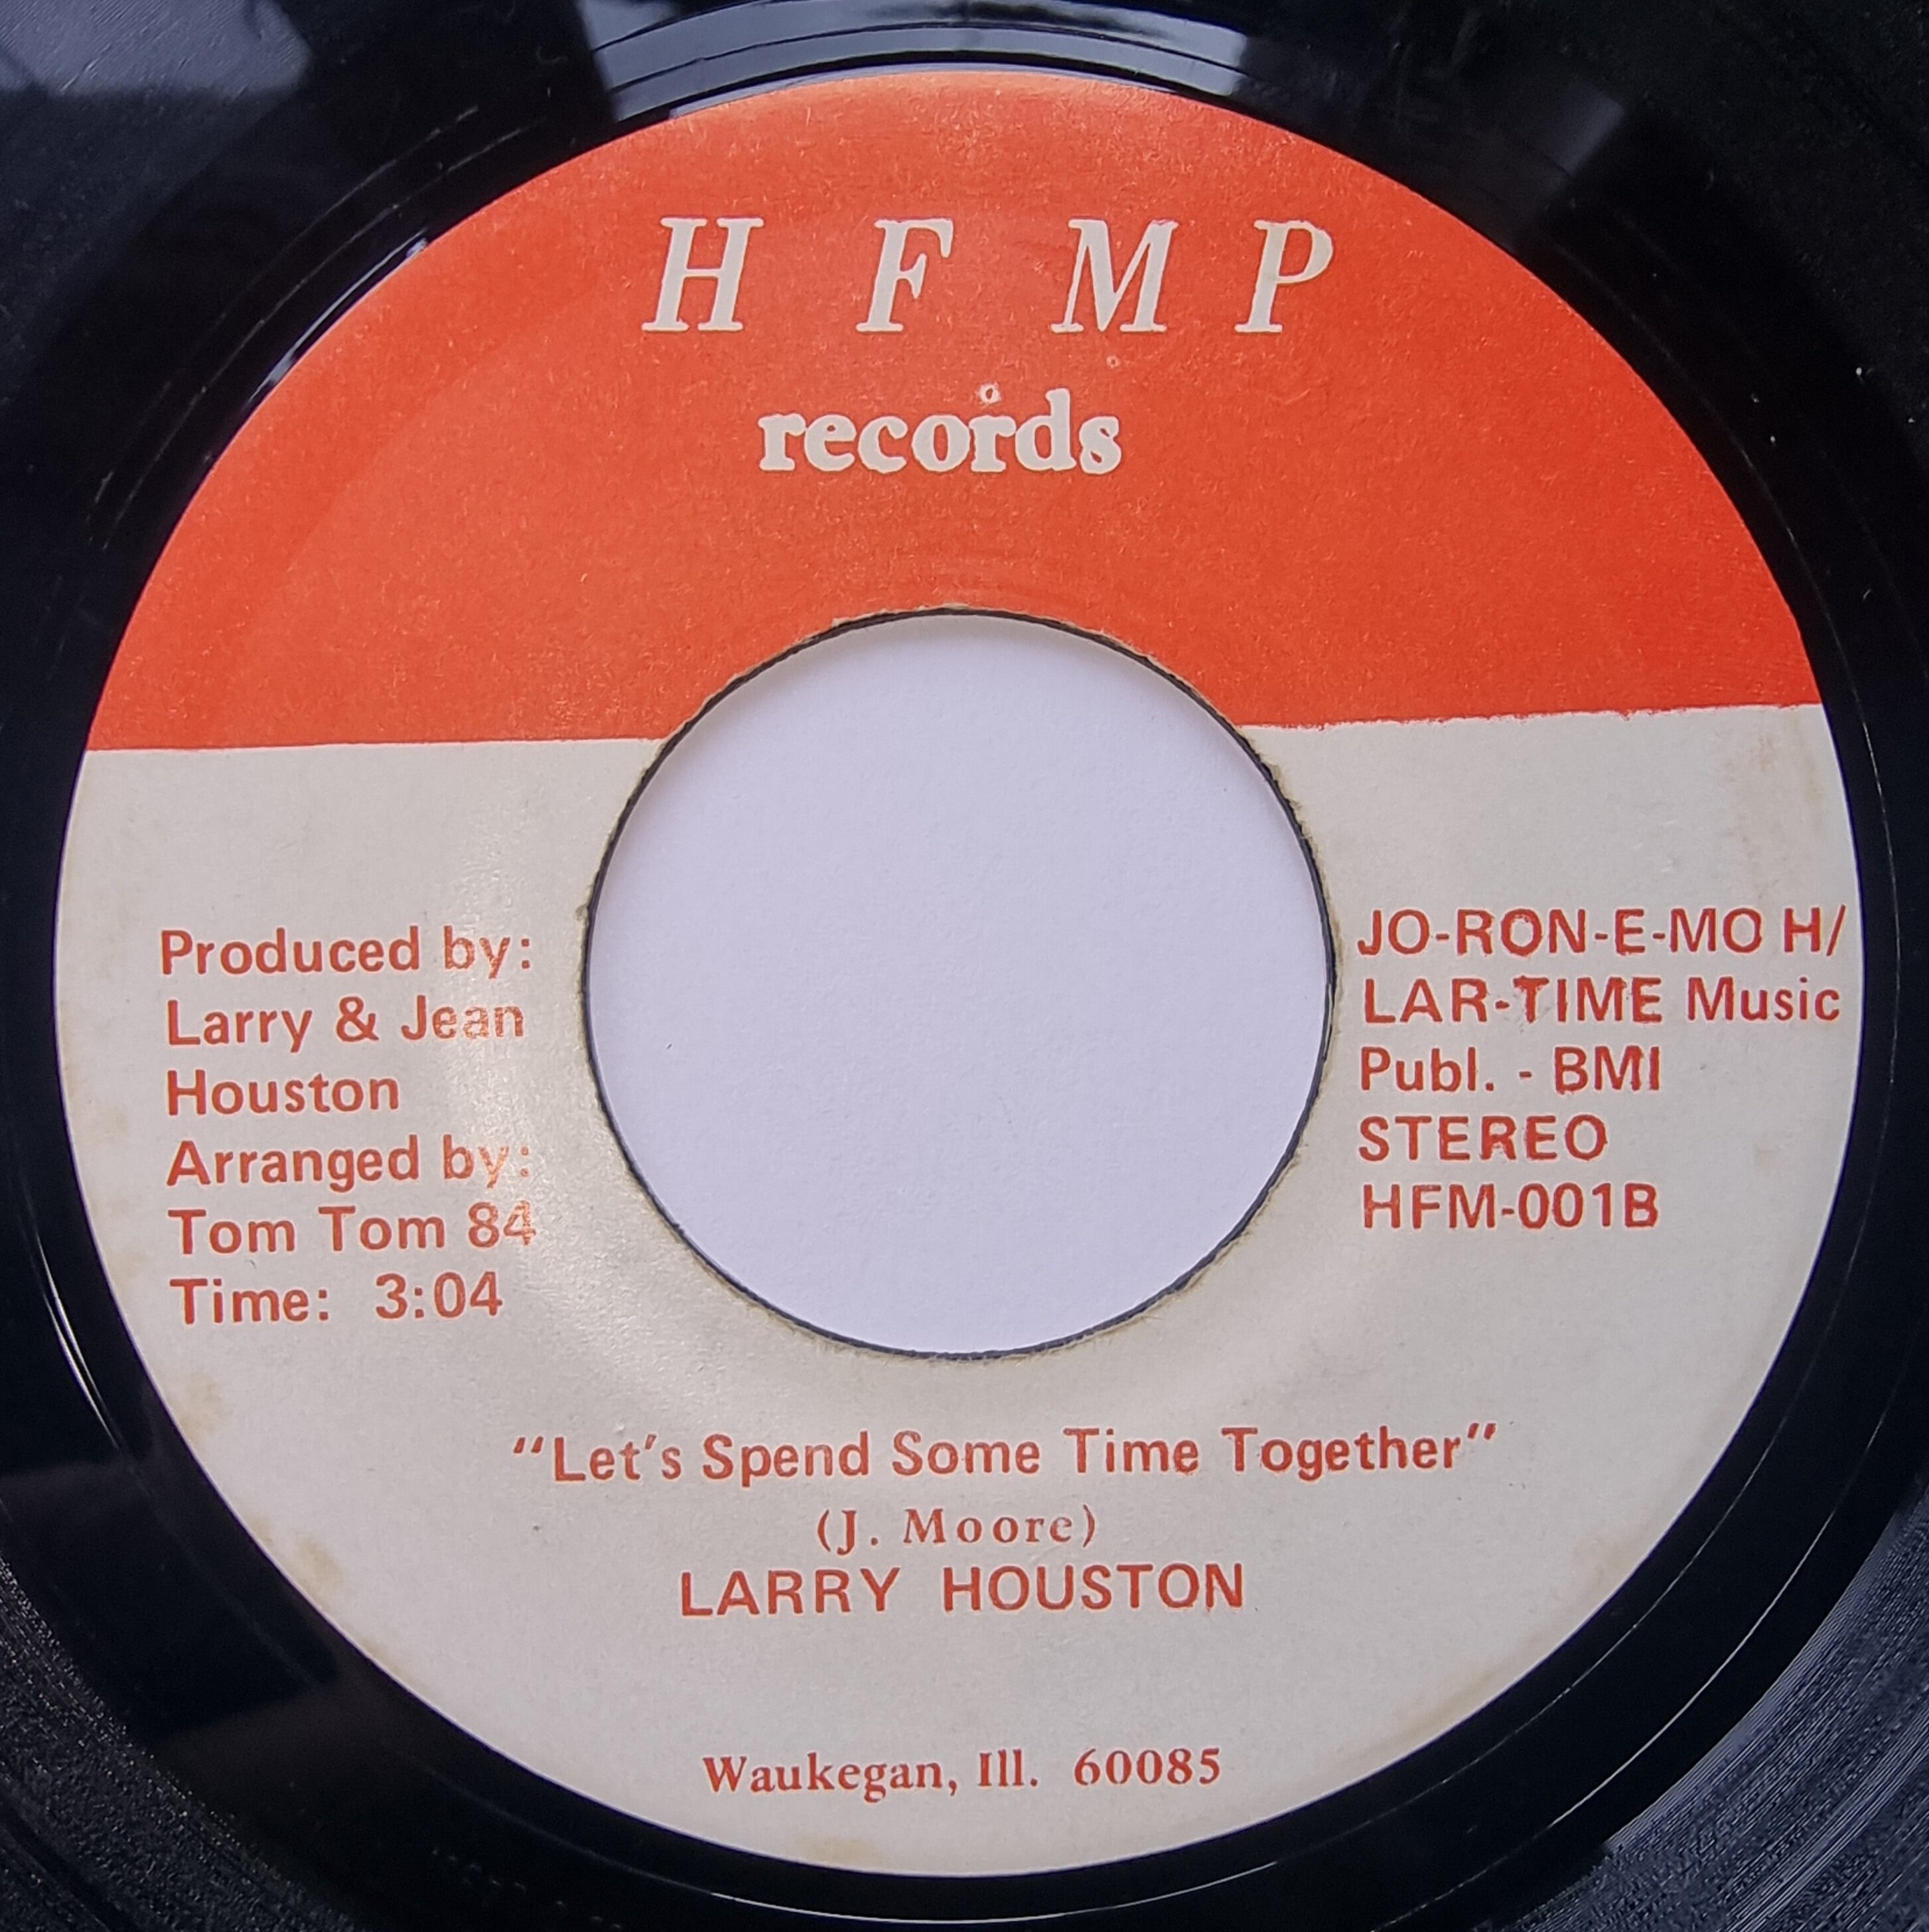 H F M P
records
Produced by:
Larry & Jean
Houston
Arranged by:
Tom Tom 84
Time: 3:04
JO-RON-E-MO H/
LAR-TIME Music
Publ. - BMI
STEREO
HFM-001B
"Let's Spend Some Time Together"
(J. Moore)
LARRY HOUSTON
Waukegan, Ill. 60085